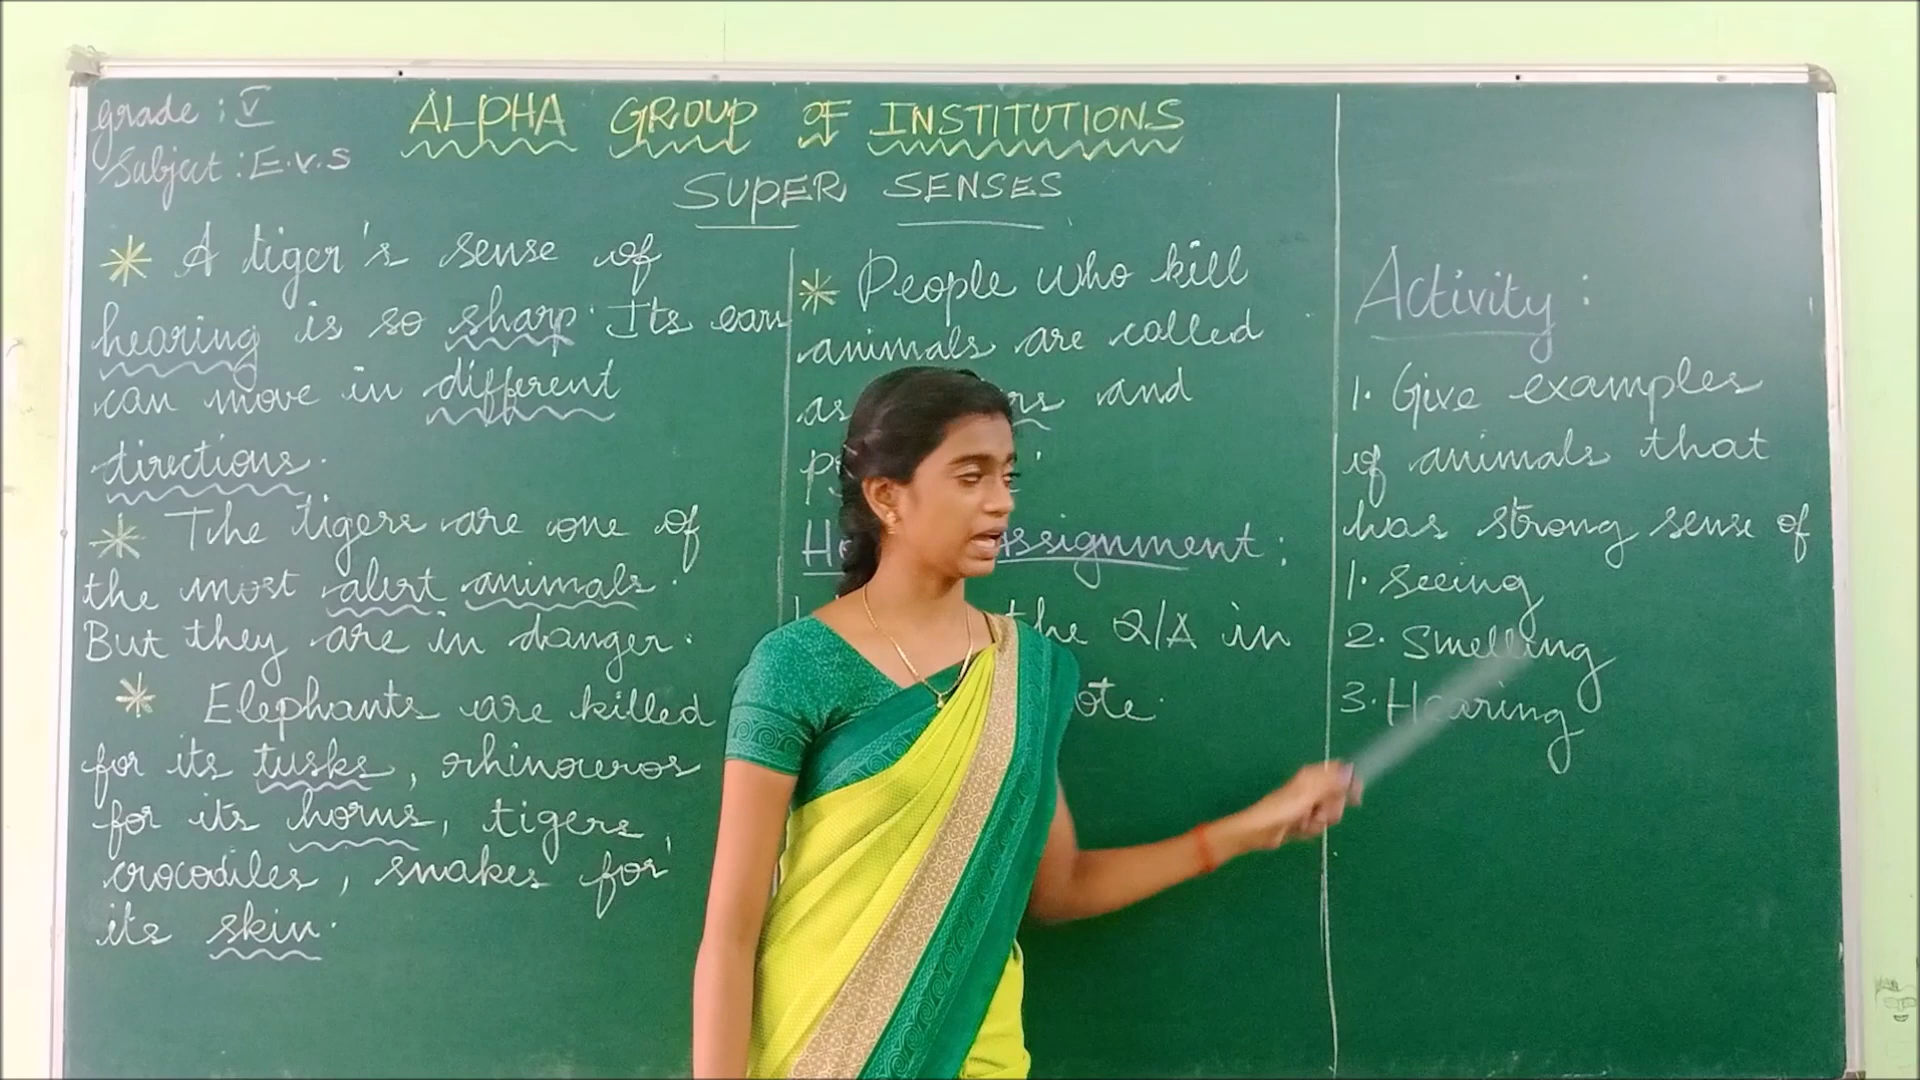 Grade : V
Subject : E.V.S
ALPHA GROUP OF INSTITUTIONS
SUPER SENSES
* A tiger's sense of
hearing is so sharp. Its ears
can move in different
directions.
* The tigers are one of
the most alert animals.
But they are in danger.
* Elephants are killed
for its tusks, rhinoceros
for its horns, tigers,
crocodiles, snakes for
its skin.
* People who kill
animals are called
as and
Assignment :
the Q/A in
Activity :
1. Give examples
of animals that
has strong sense of
1. Seeing
2. Smelling
3. Hearing